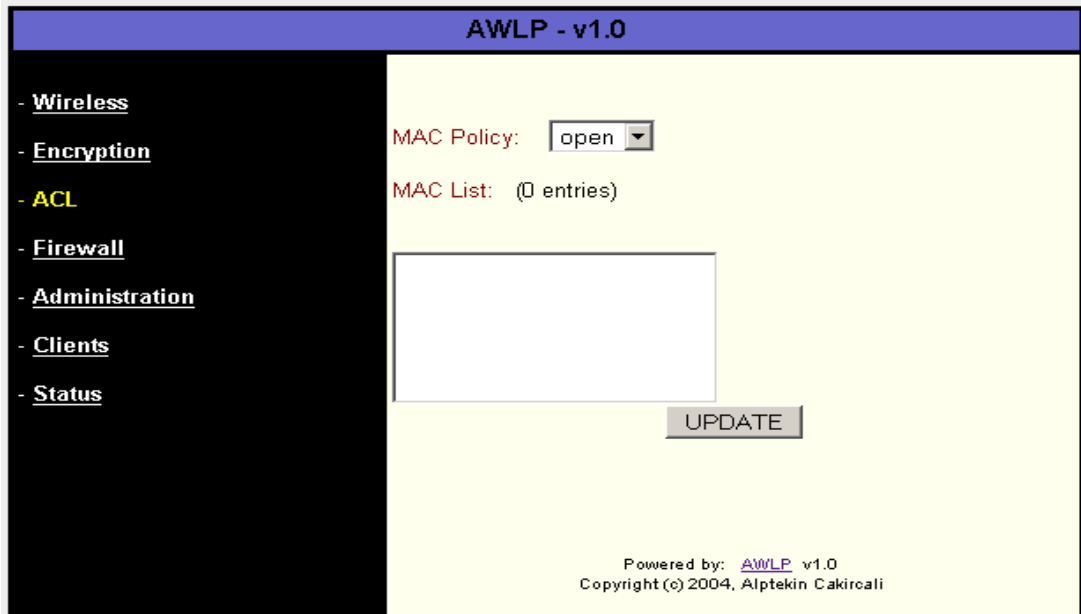 AWLP - v1.0
- Wireless
- Encryption
- ACL
- Firewall
- Administration
- Clients
- Status
MAC Policy: open
MAC List: (0 entries)
UPDATE
Powered by: AWLP v1.0
Copyright (c) 2004, Alptekin Cakircali